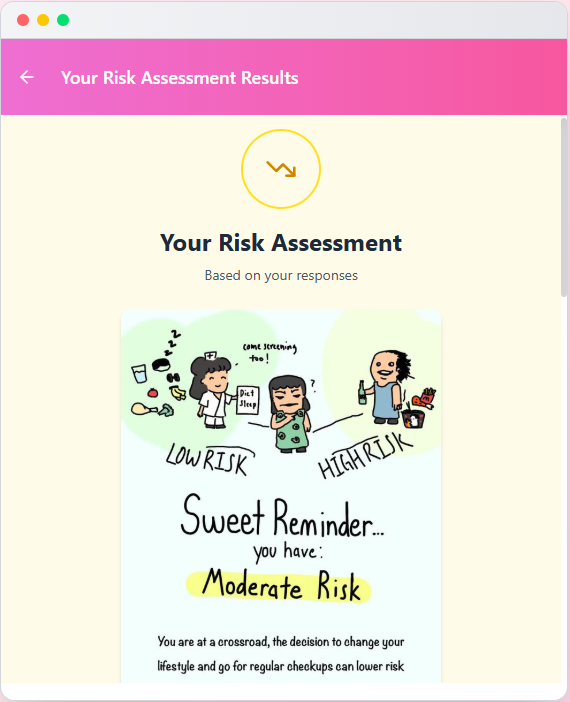 Your Risk Assessment Results
Your Risk Assessment
Based on your responses
z z z
come screening
too!
Diet
Sleep
?
LOW RISK
HIGH RISK
Sweet Reminder...
you have:
Moderate Risk
You are at a crossroad, the decision to change your
lifestyle and go for regular checkups can lower risk